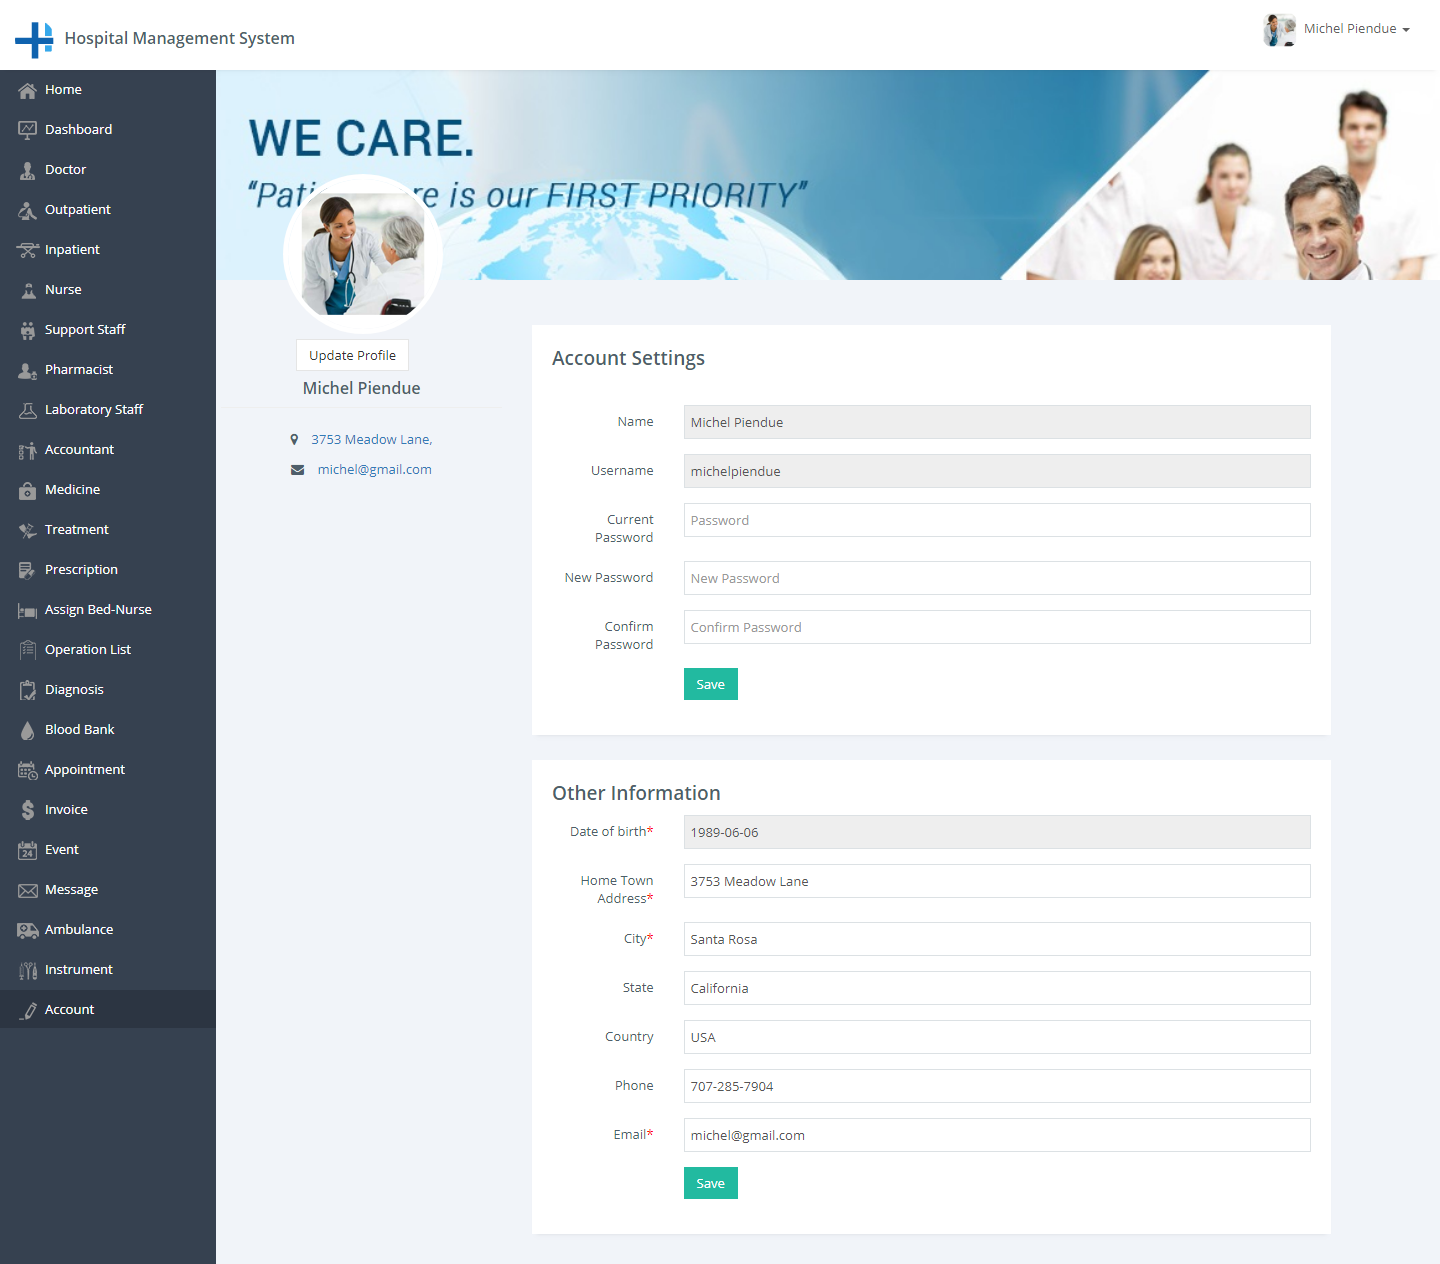 Hospital Management System
Michel Piendue
Home
Dashboard
Doctor
Outpatient
Inpatient
Nurse
Support Staff
Pharmacist
Laboratory Staff
Accountant
Medicine
Treatment
Prescription
Assign Bed-Nurse
Operation List
Diagnosis
Blood Bank
Appointment
Invoice
24
Event
Message
Ambulance
Instrument
Account
WE CARE.
is our FIRST PRIORITY"
Update Profile
Michel Piendue
3753 Meadow Lane,
michel@gmail.com
Account Settings
Name
Michel Piendue
Username
michelpiendue
Current
Password
Password
New Password
New Password
Confirm
Password
Confirm Password
Save
Other Information
Date of birth*
1989-06-06
Home Town
Address*
3753 Meadow Lane
City*
Santa Rosa
State
California
Country
USA
Phone
707-285-7904
Email*
michel@gmail.com
Save